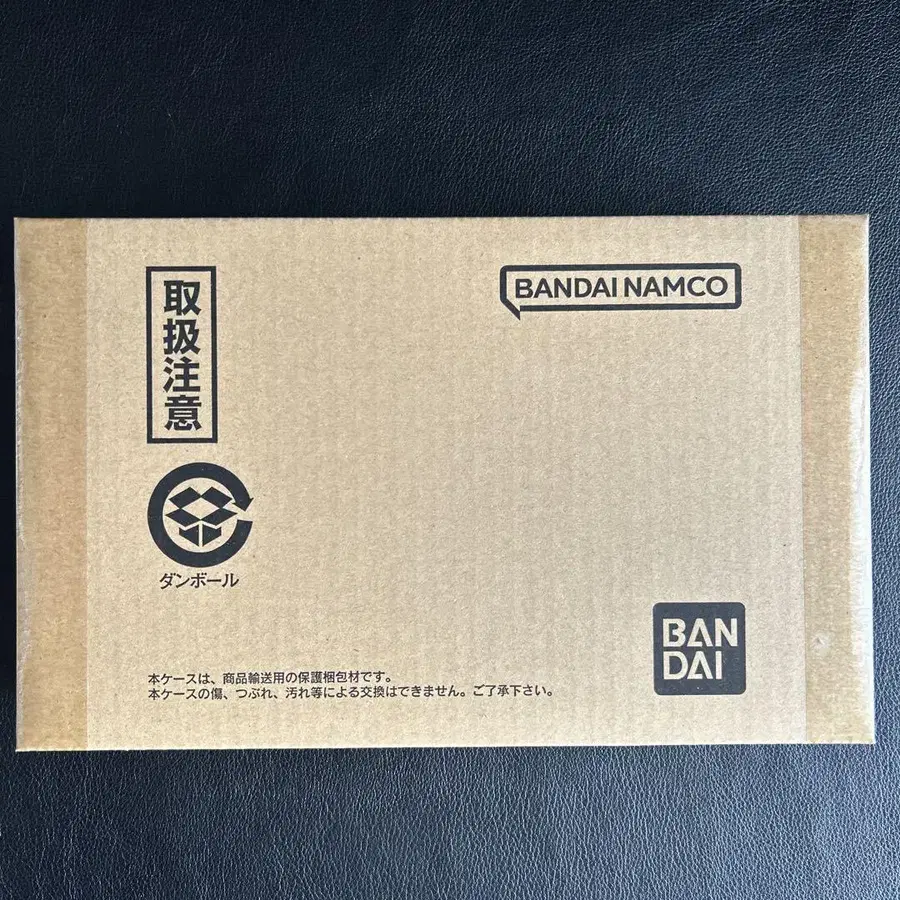 取扱注意
BANDAI NAMCO
ダンボール
BAN
DAI
本ケースは、商品輸送用の保護梱包材です。
本ケースの傷、つぶれ、汚れ等による交換はできません。ご了承下さい。